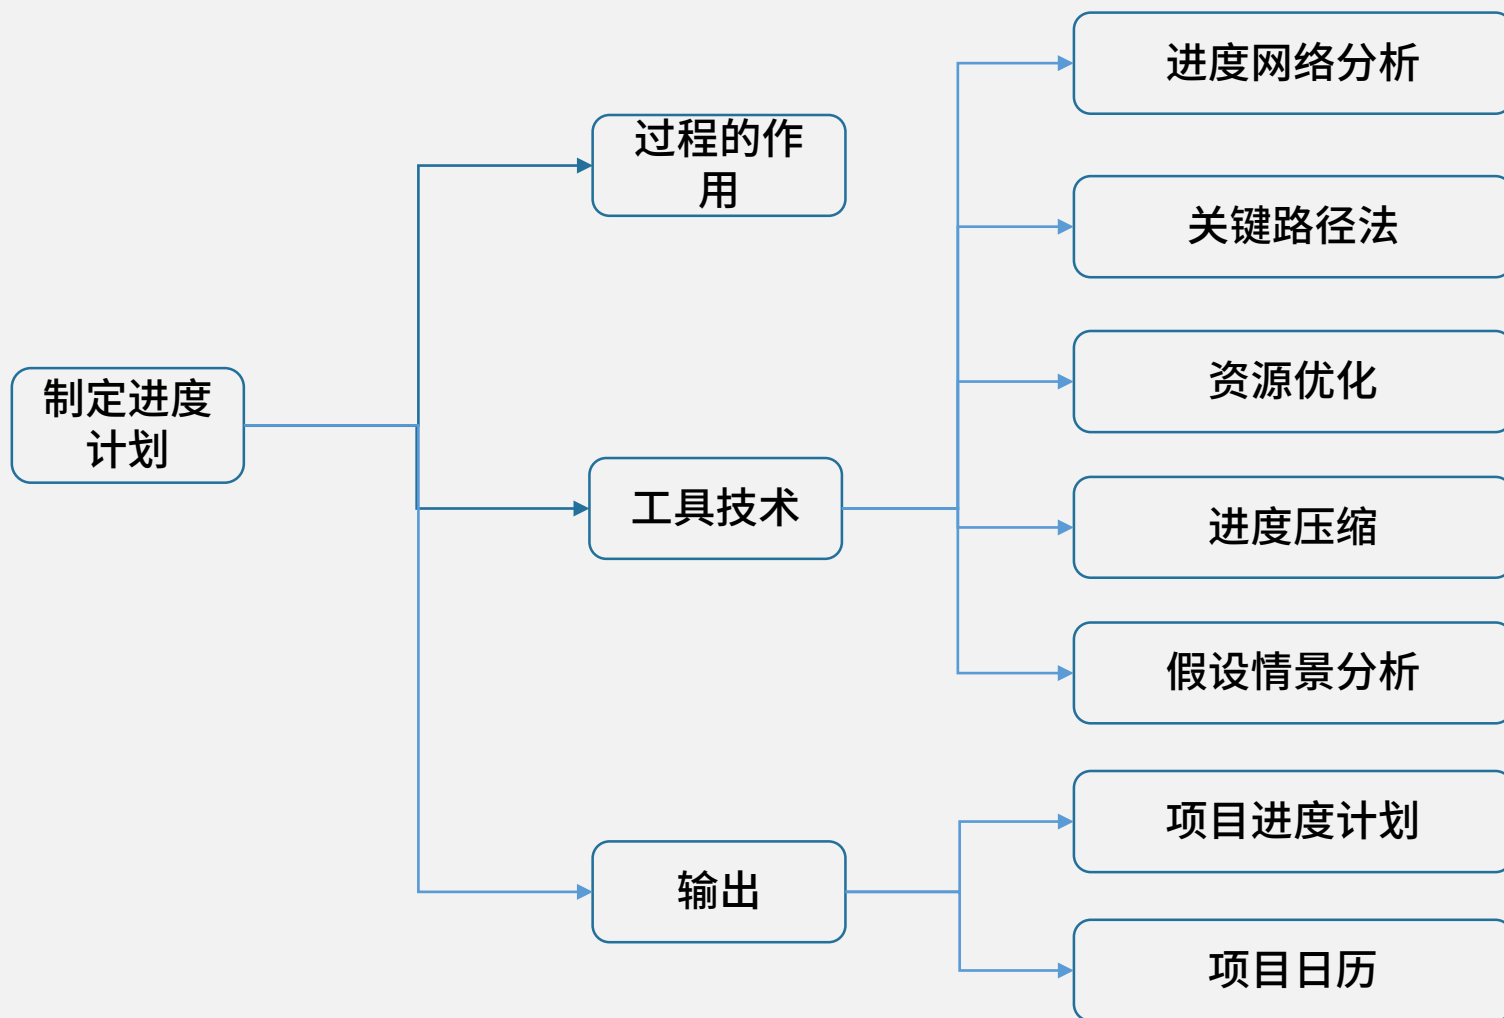 制定进度
计划
过程的作
用
工具技术
输出
进度网络分析
关键路径法
资源优化
进度压缩
假设情景分析
项目进度计划
项目日历